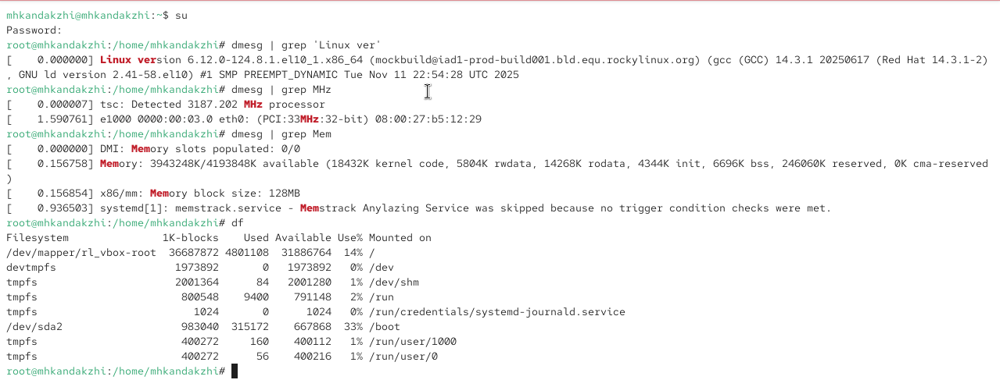 mhkandakzhi@mhkandakzhi:~$ su
Password:
root@mhkandakzhi:/home/mhkandakzhi# dmesg | grep 'Linux ver'
[    0.000000] Linux version 6.12.0-124.8.1.el10_1.x86_64 (mockbuild@iad1-prod-build001.bld.equ.rockylinux.org) (gcc (GCC) 14.3.1 20250617 (Red Hat 14.3.1-2)
, GNU ld version 2.41-58.el10) #1 SMP PREEMPT_DYNAMIC Tue Nov 11 22:54:28 UTC 2025
root@mhkandakzhi:/home/mhkandakzhi# dmesg | grep MHz
[    0.000007] tsc: Detected 3187.202 MHz processor
[    1.590761] e1000 0000:00:03.0 eth0: (PCI:33MHz:32-bit) 08:00:27:b5:12:29
root@mhkandakzhi:/home/mhkandakzhi# dmesg | grep Mem
[    0.000000] DMI: Memory slots populated: 0/0
[    0.156758] Memory: 3943248K/4193848K available (18432K kernel code, 5804K rwdata, 14268K rodata, 4344K init, 6696K bss, 246060K reserved, 0K cma-reserved
)
[    0.156854] x86/mm: Memory block size: 128MB
[    0.936503] systemd[1]: memstrack.service - Memstrack Anylazing Service was skipped because no trigger condition checks were met.
root@mhkandakzhi:/home/mhkandakzhi# df
Filesystem               1K-blocks    Used Available Use% Mounted on
/dev/mapper/rl_vbox-root  36687872 4801108  31886764  14% /
devtmpfs                   1973892       0   1973892   0% /dev
tmpfs                      2001364      84   2001280   1% /dev/shm
tmpfs                       800548    9400    791148   2% /run
tmpfs                         1024       0      1024   0% /run/credentials/systemd-journald.service
/dev/sda2                   983040  315172    667868  33% /boot
tmpfs                       400272     160    400112   1% /run/user/1000
tmpfs                       400272      56    400216   1% /run/user/0
root@mhkandakzhi:/home/mhkandakzhi#